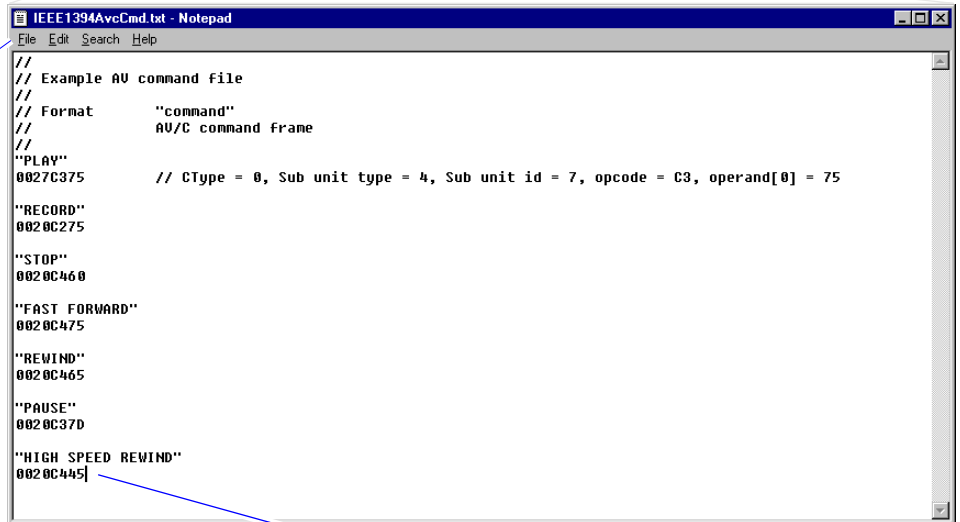 IEEE1394AvcCmd.txt - Notepad
File Edit Search Help
//
// Example AV command file
//
// Format "command"
// AV/C command frame
//
"PLAY"
0027C375 // CType = 0, Sub unit type = 4, Sub unit id = 7, opcode = C3, operand[0] = 75
"RECORD"
0020C275
"STOP"
0020C460
"FAST FORWARD"
0020C475
"REWIND"
0020C465
"PAUSE"
0020C37D
"HIGH SPEED REWIND"
0020C445